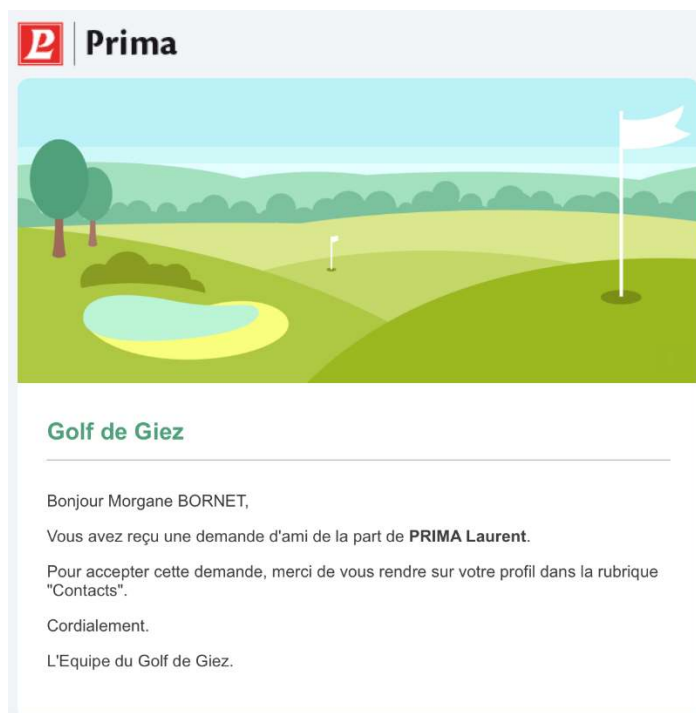 P Prima
Golf de Giez
Bonjour Morgane BORNET,
Vous avez reçu une demande d'ami de la part de PRIMA Laurent.
Pour accepter cette demande, merci de vous rendre sur votre profil dans la rubrique
"Contacts".
Cordialement.
L'Equipe du Golf de Giez.